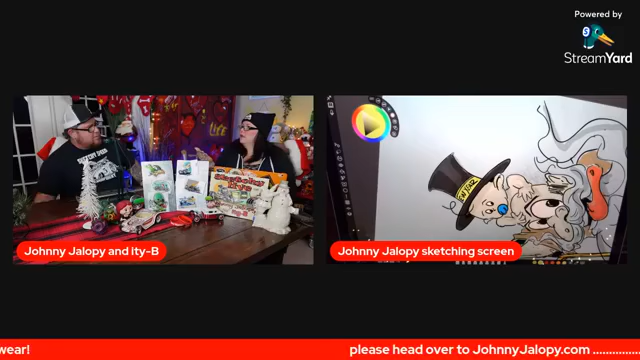 Powered by
StreamYard
Johnny Jalopy and Ity-B
Johnny Jalopy sketching screen
wear!
please head over to JohnnyJalopy.com ..............